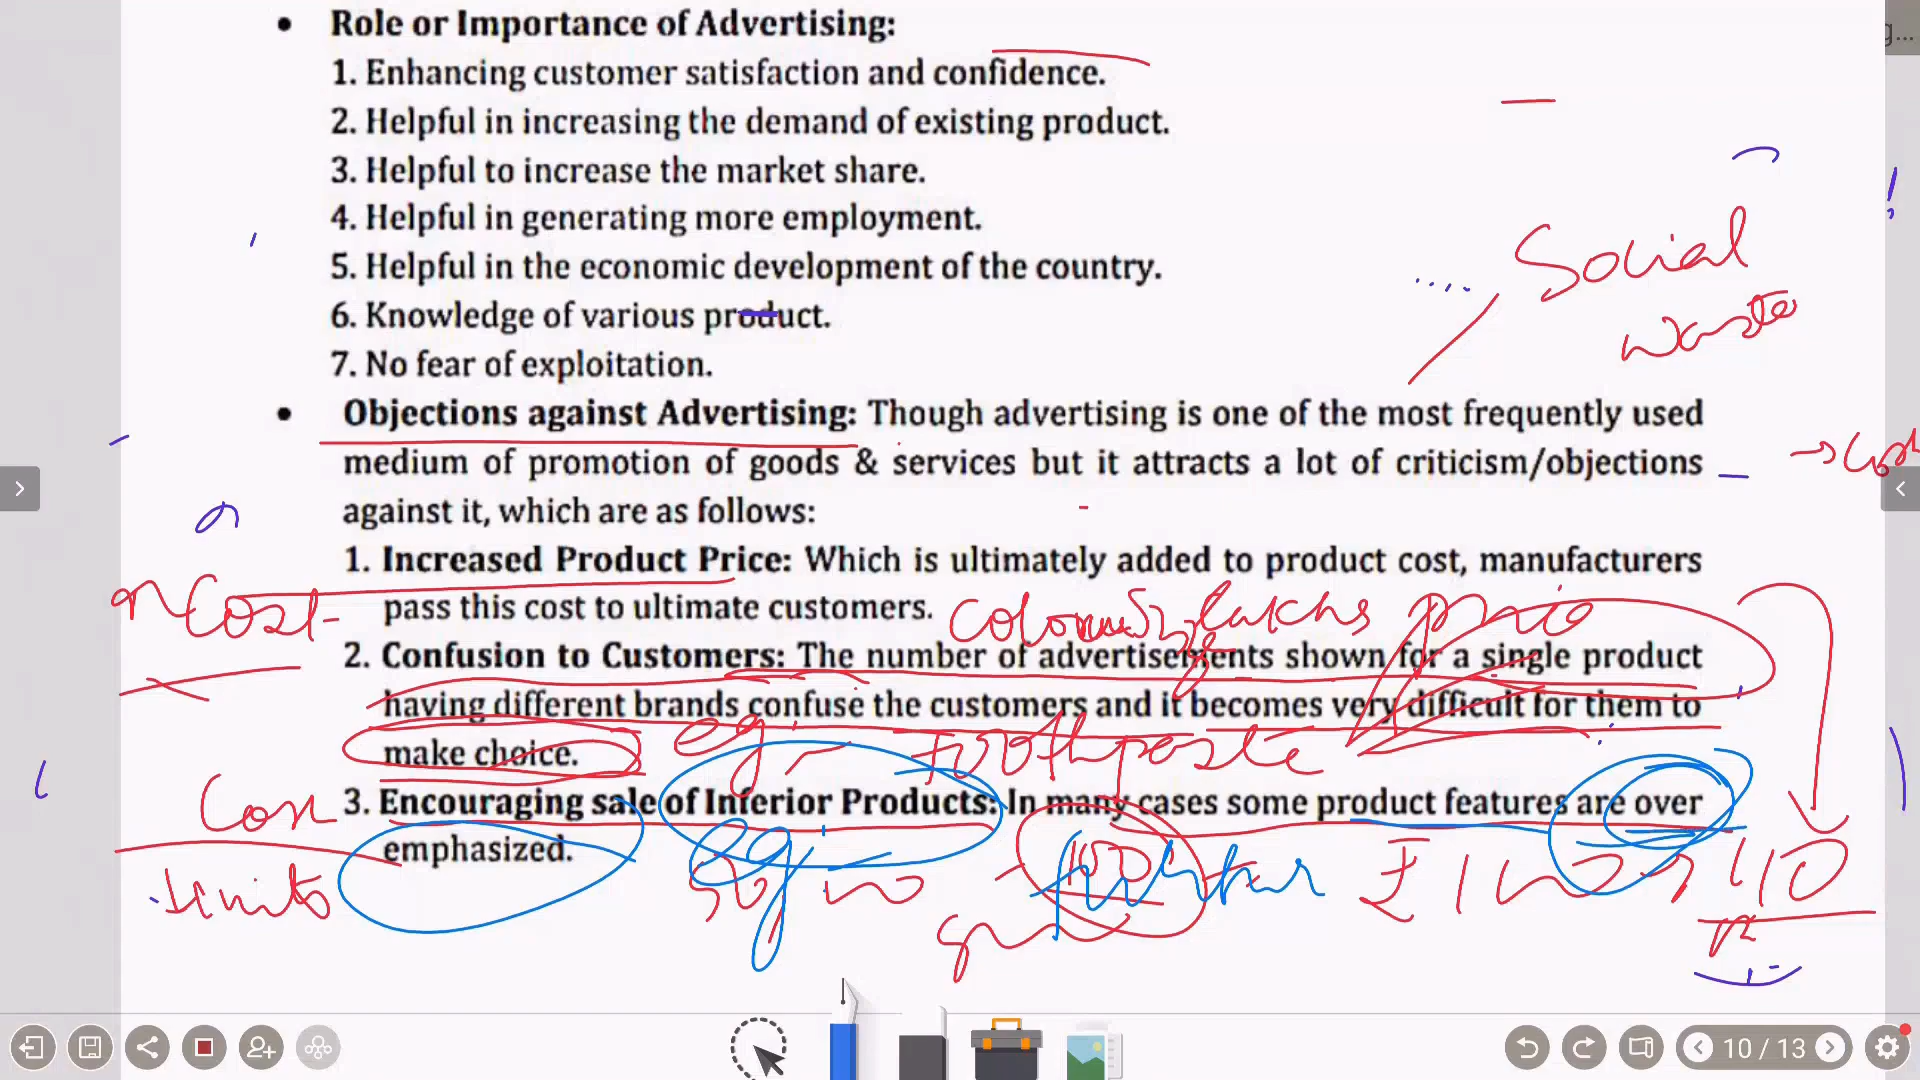 • Role or Importance of Advertising:
1. Enhancing customer satisfaction and confidence.
2. Helpful in increasing the demand of existing product.
3. Helpful to increase the market share.
4. Helpful in generating more employment.
5. Helpful in the economic development of the country.
6. Knowledge of various product.
7. No fear of exploitation.
Social
waste
• Objections against Advertising: Though advertising is one of the most frequently used
medium of promotion of goods & services but it attracts a lot of criticism/objections
against it, which are as follows:
1. Increased Product Price: Which is ultimately added to product cost, manufacturers
pass this cost to ultimate customers.
Cost
2. Confusion to Customers: The number of advertisements shown for a single product
having different brands confuse the customers and it becomes very difficult for them to
make choice.
eg, toothpaste
3. Encouraging sale of Inferior Products: In many cases some product features are over
emphasized.
Units
eg
10 / 13